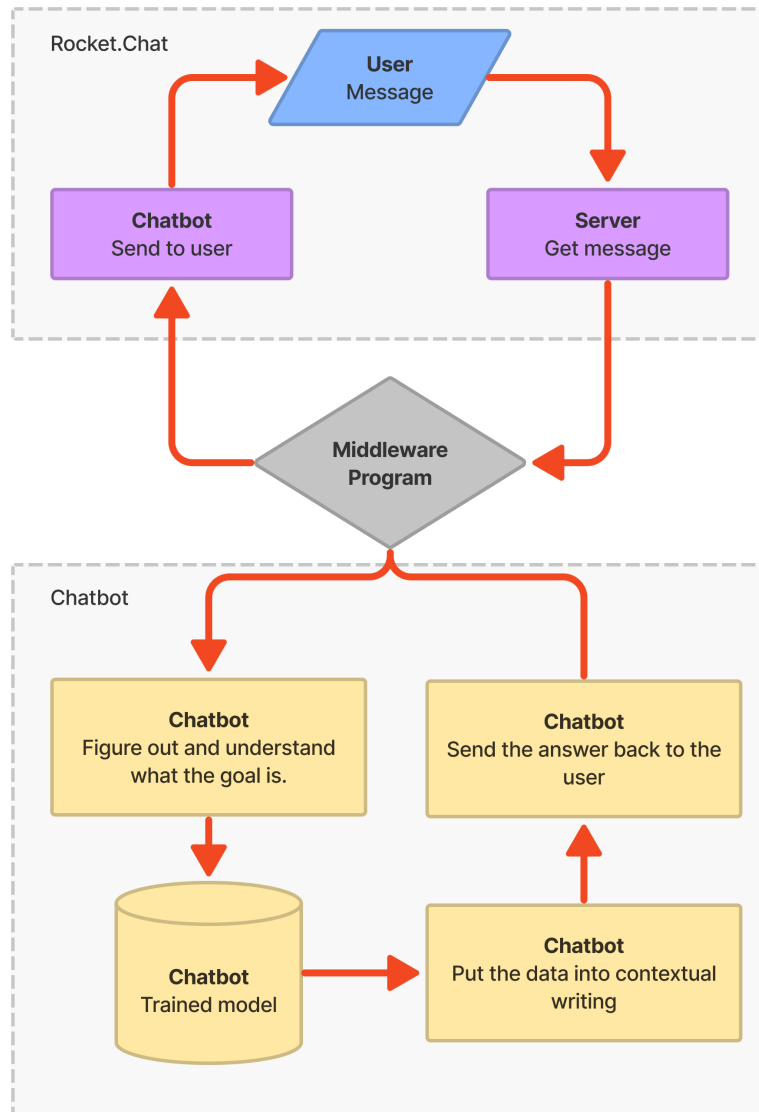 Rocket.Chat
User
Message
Chatbot
Send to user
Server
Get message
Middleware
Program
Chatbot
Chatbot
Figure out and understand
what the goal is.
Chatbot
Send the answer back to the
user
Chatbot
Trained model
Chatbot
Put the data into contextual
writing